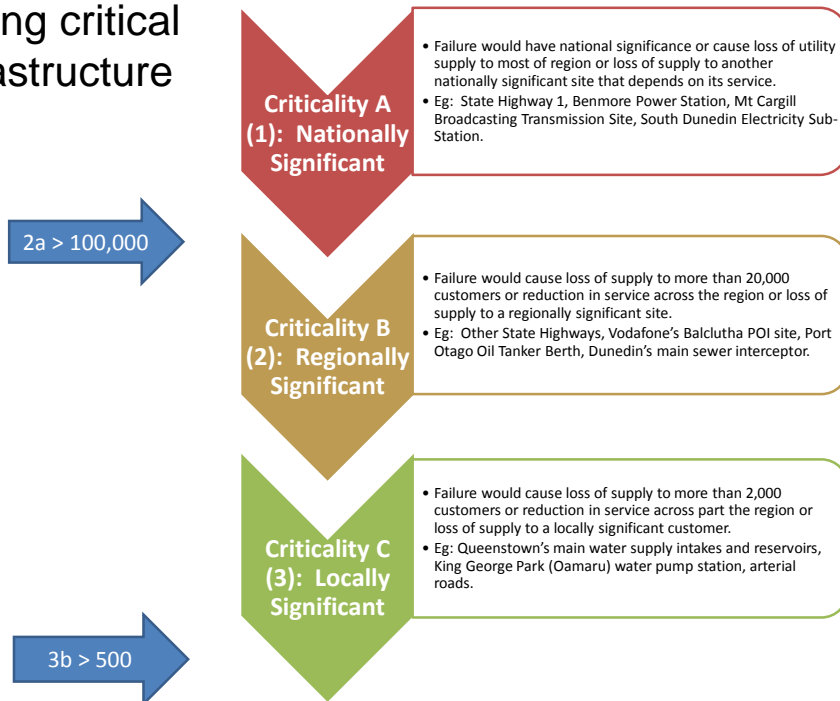 ng critical
astructure
Criticality A
(1): Nationally
Significant
• Failure would have national significance or cause loss of utility
supply to most of region or loss of supply to another
nationally significant site that depends on its service.
• Eg: State Highway 1, Benmore Power Station, Mt Cargill
Broadcasting Transmission Site, South Dunedin Electricity Sub-
Station.
2a > 100,000
Criticality B
(2): Regionally
Significant
• Failure would cause loss of supply to more than 20,000
customers or reduction in service across the region or loss of
supply to a regionally significant site.
• Eg: Other State Highways, Vodafone's Balclutha POI site, Port
Otago Oil Tanker Berth, Dunedin's main sewer interceptor.
Criticality C
(3): Locally
Significant
• Failure would cause loss of supply to more than 2,000
customers or reduction in service across part the region or
loss of supply to a locally significant customer.
• Eg: Queenstown's main water supply intakes and reservoirs,
King George Park (Oamaru) water pump station, arterial
roads.
3b > 500